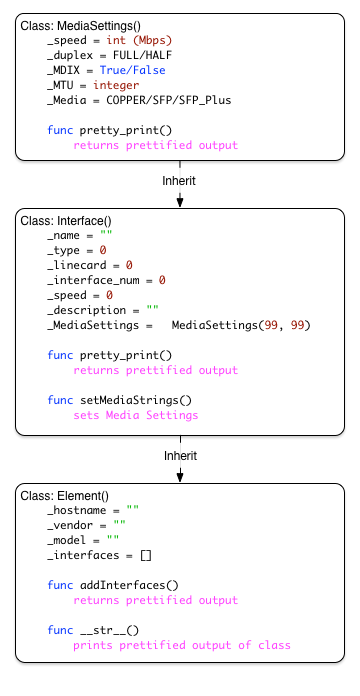 Class: MediaSettings()
_speed = int (Mbps)
_duplex = FULL/HALF
_MDIX = True/False
_MTU = integer
_Media = COPPER/SFP/SFP_Plus
func pretty_print()
returns prettified output
Inherit
Class: Interface()
_name = ""
_type = 0
_linecard = 0
_interface_num = 0
_speed = 0
_description = ""
_MediaSettings = MediaSettings(99, 99)
func pretty_print()
returns prettified output
func setMediaStrings()
sets Media Settings
Inherit
Class: Element()
_hostname = ""
_vendor = ""
_model = ""
_interfaces = []
func addInterfaces()
returns prettified output
func __str__()
prints prettified output of class